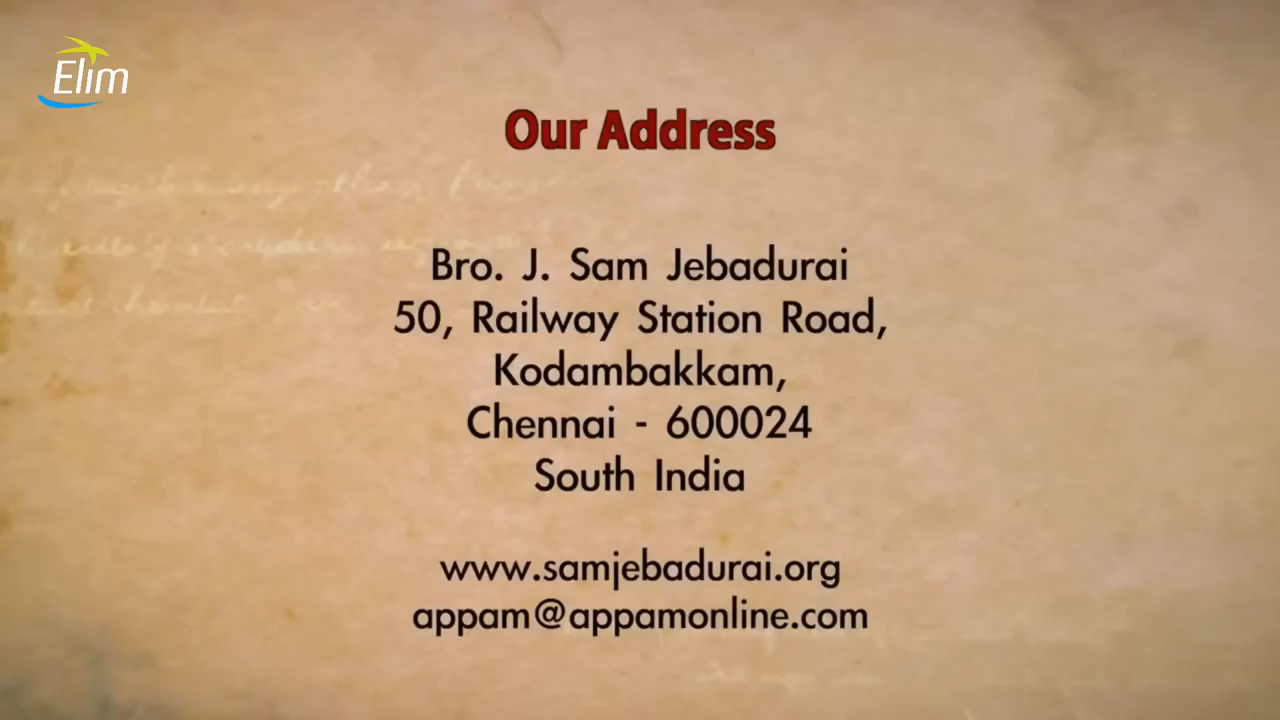 Elim
Our Address
Bro. J. Sam Jebadurai
50, Railway Station Road,
Kodambakkam,
Chennai - 600024
South India
www.samjebadurai.org
appam@appamonline.com